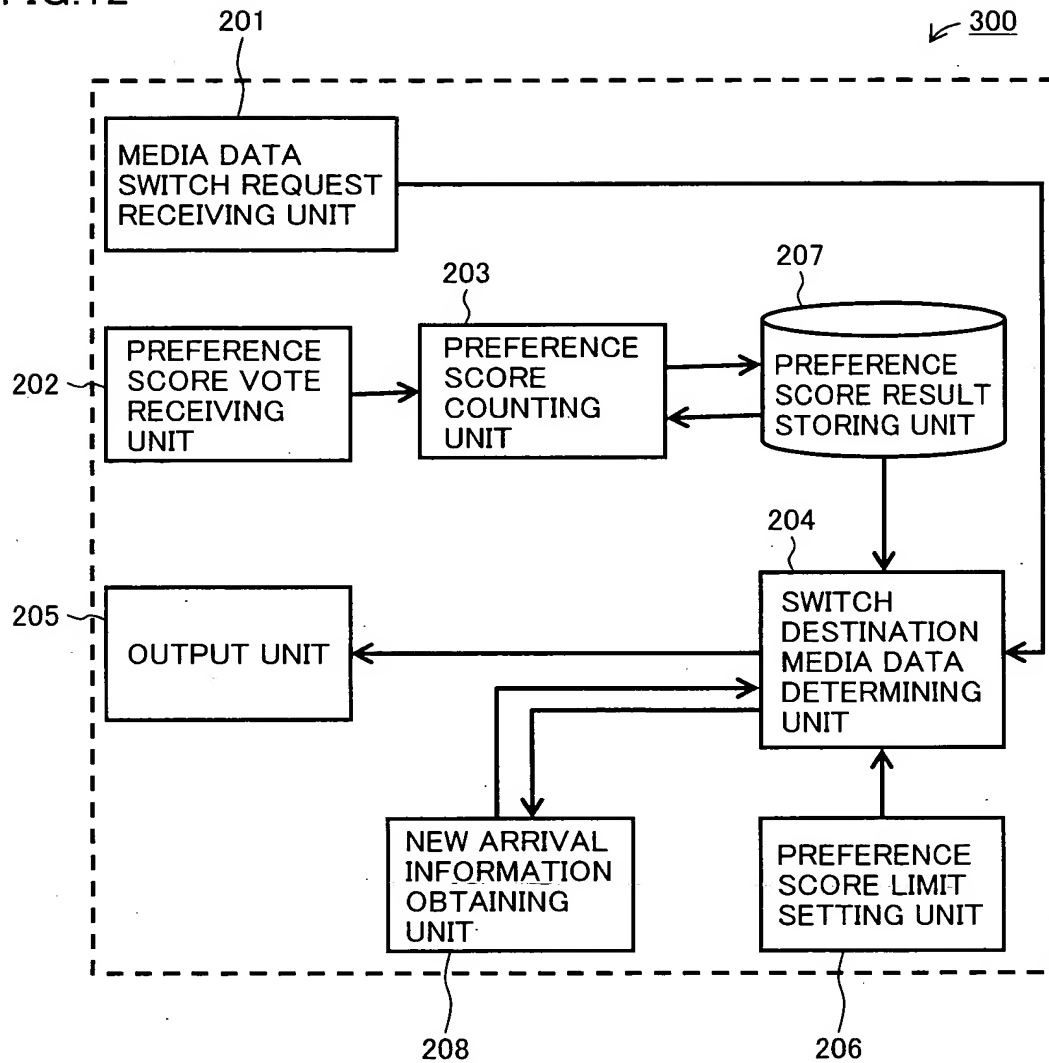 FIG.12
201
300
MEDIA DATA
SWITCH REQUEST
RECEIVING UNIT
203
207
202
PREFERENCE
SCORE VOTE
RECEIVING
UNIT
PREFERENCE
SCORE
COUNTING
UNIT
PREFERENCE
SCORE RESULT
STORING UNIT
204
205
OUTPUT UNIT
SWITCH
DESTINATION
MEDIA DATA
DETERMINING
UNIT
NEW ARRIVAL
INFORMATION
OBTAINING
UNIT
PREFERENCE
SCORE LIMIT
SETTING UNIT
208
206